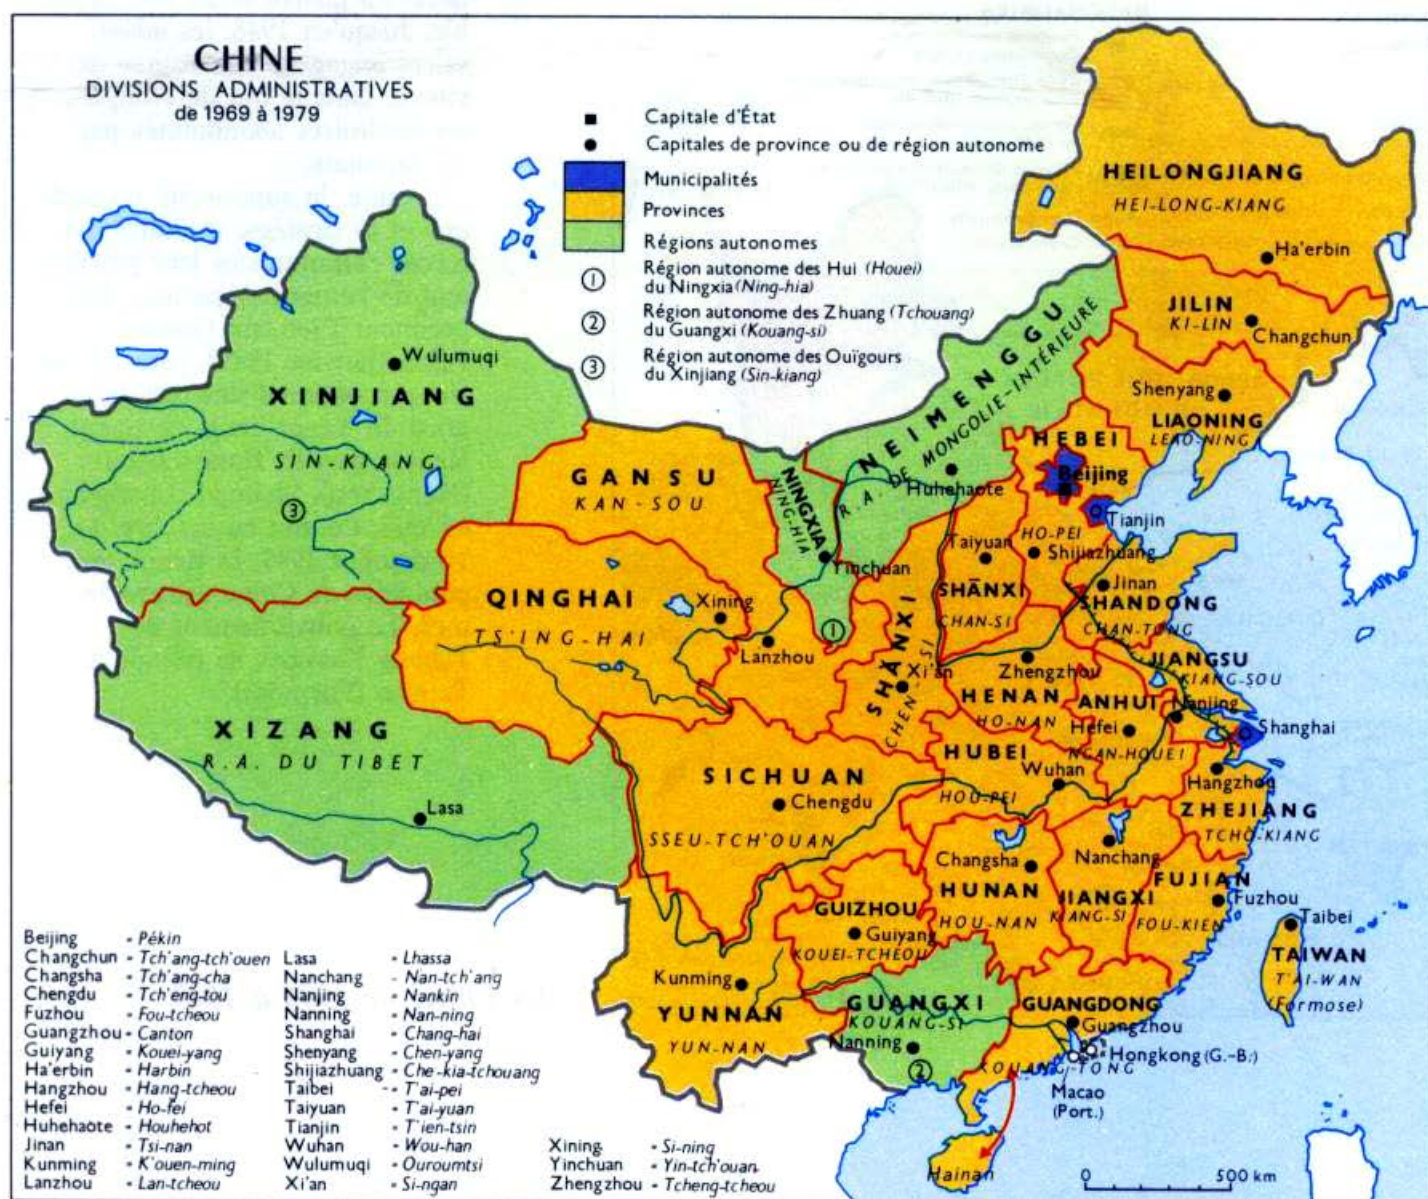 CHINE
DIVISIONS ADMINISTRATIVES
de 1969 à 1979
Capitale d'État
Capitales de province ou de région autonome
Municipalités
Provinces
Régions autonomes
1 Région autonome des Hui (Houei)
du Ningxia (Ning-hia)
2 Région autonome des Zhuang (Tchouang)
du Guangxi (Kouang-si)
3 Région autonome des Ouïgours
du Xinjiang (Sin-kiang)
HEILONGJIANG
HEI-LONG-KIANG
Ha'erbin
JILIN
KI-LIN
Changchun
Shenyang
LIAONING
LEAO-NING
NEIMENGGU
R.A. DE MONGOLIE-INTÉRIEURE
Huhehaote
HEBEI
Beijing
Tianjin
HO-PEI
Shijiazhuang
Wulumuqi
XINJIANG
SIN-KIANG
3
GANSU
KAN-SOU
NINGXIA
NING-HIA
Yinchuan
1
Taiyuan
SHĀNXI
CHAN-SI
Jinan
SHANDONG
CHAN-TONG
QINGHAI
Xining
TS'ING-HAI
Lanzhou
SHĂNXI
CHEN-SI
Xi'an
Zhengzhou
HENAN
HO-NAN
JIANGSU
KIANG-SOU
ANHUI
Nanjing
Hefei
NGAN-HOUEI
Shanghai
XIZANG
R.A. DU TIBET
Lasa
SICHUAN
Chengdu
SSEU-TCH'OUAN
HUBEI
Wuhan
HOU-PEI
Hangzhou
ZHEJIANG
TCHÖ-KIANG
Changsha
HUNAN
HOU-NAN
Nanchang
JIANGXI
KIANG-SI
FUJIAN
Fuzhou
FOU-KIEN
GUIZHOU
Guiyang
KOUEI-TCHEOU
Taibei
TAIWAN
T'AI-WAN
(Formose)
Kunming
YUNNAN
YUN-NAN
GUANGXI
KOUANG-SI
Nanning
2
GUANGDONG
Guangzhou
KOUANG-TONG
Hongkong (G.-B.)
Macao
(Port.)
Hainan
0 500 km
Beijing - Pékin
Changchun - Tch'ang-tch'ouen
Changsha - Tch'ang-cha
Chengdu - Tch'eng-tou
Fuzhou - Fou-tcheou
Guangzhou - Canton
Guiyang - Kouei-yang
Ha'erbin - Harbin
Hangzhou - Hang-tcheou
Hefei - Ho-fei
Huhehaote - Houhehot
Jinan - Tsi-nan
Kunming - K'ouen-ming
Lanzhou - Lan-tcheou
Lasa - Lhassa
Nanchang - Nan-tch'ang
Nanjing - Nankin
Nanning - Nan-ning
Shanghai - Chang-hai
Shenyang - Chen-yang
Shijiazhuang - Che-kia-tchouang
Taibei - T'ai-pei
Taiyuan - T'ai-yuan
Tianjin - T'ien-tsin
Wuhan - Wou-han
Wulumuqi - Ouroumtsi
Xi'an - Si-ngan
Xining - Si-ning
Yinchuan - Yin-tch'ouan
Zhengzhou - Tcheng-tcheou